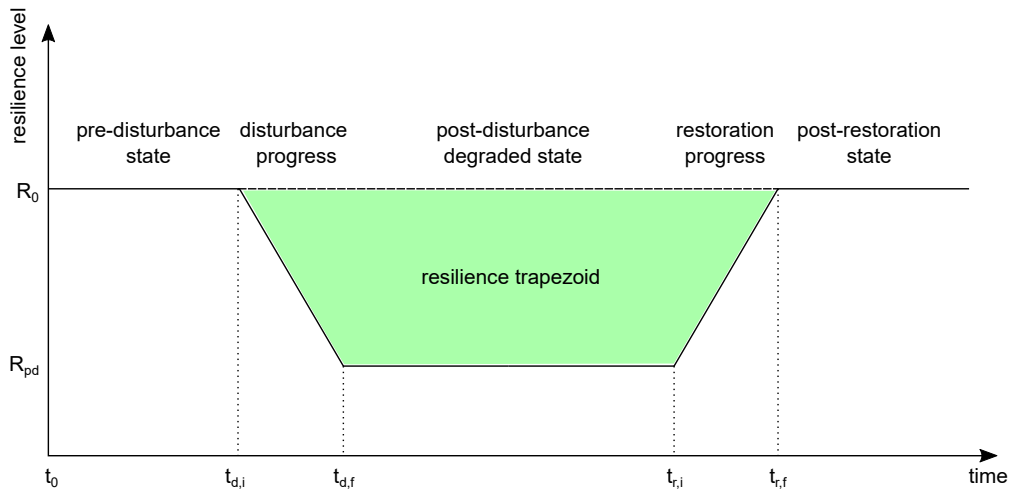 resilience level
pre-disturbance
state
disturbance
progress
post-disturbance
degraded state
restoration
progress
post-restoration
state
R0
resilience trapezoid
Rpd
t0
td,i
td,f
tr,i
tr,f
time